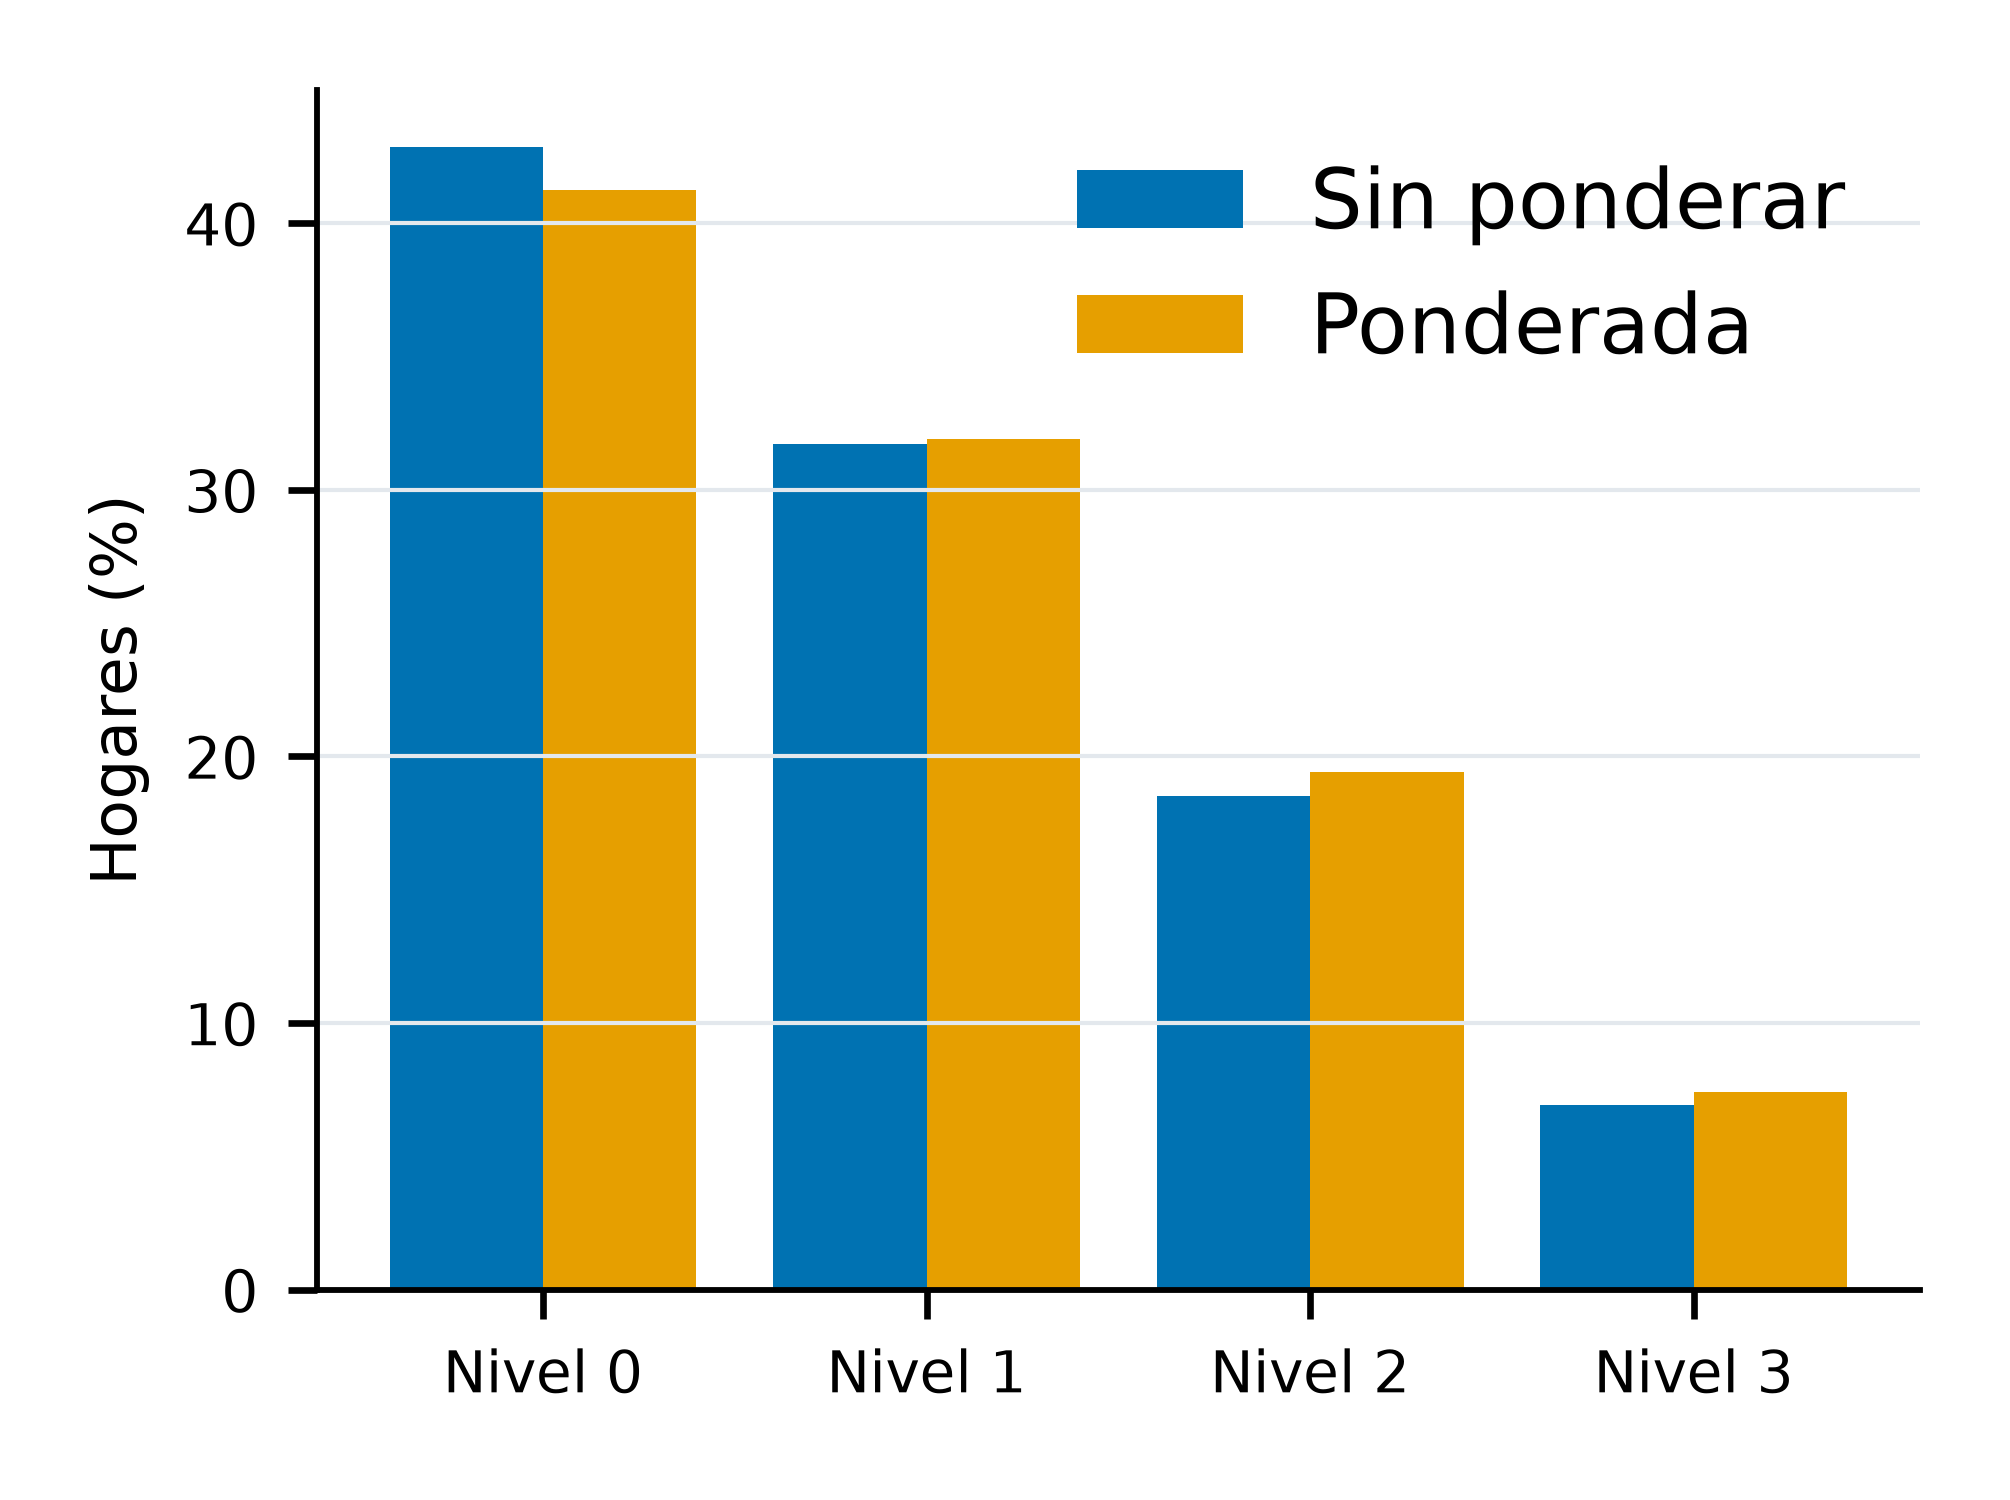 Sin ponderar
Ponderada
Hogares (%)
40
30
20
10
0
Nivel 0
Nivel 1
Nivel 2
Nivel 3